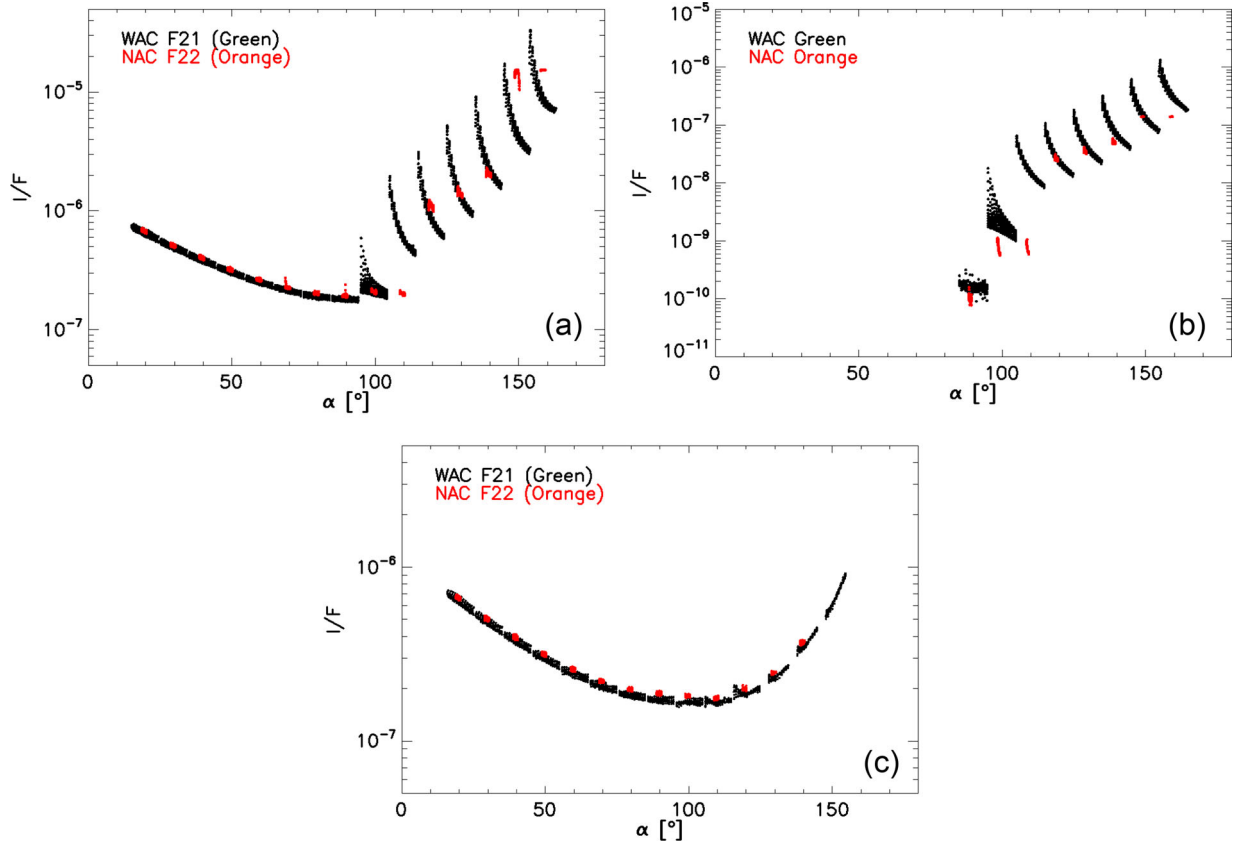 WAC F21 (Green)
NAC F22 (Orange)
10⁻⁵
10⁻⁶
10⁻⁷
I/F
0 50 100 150
α [°]
(a)
WAC Green
NAC Orange
10⁻⁵
10⁻⁶
10⁻⁷
10⁻⁸
10⁻⁹
10⁻¹⁰
10⁻¹¹
I/F
0 50 100 150
α [°]
(b)
WAC F21 (Green)
NAC F22 (Orange)
10⁻⁶
10⁻⁷
I/F
0 50 100 150
α [°]
(c)